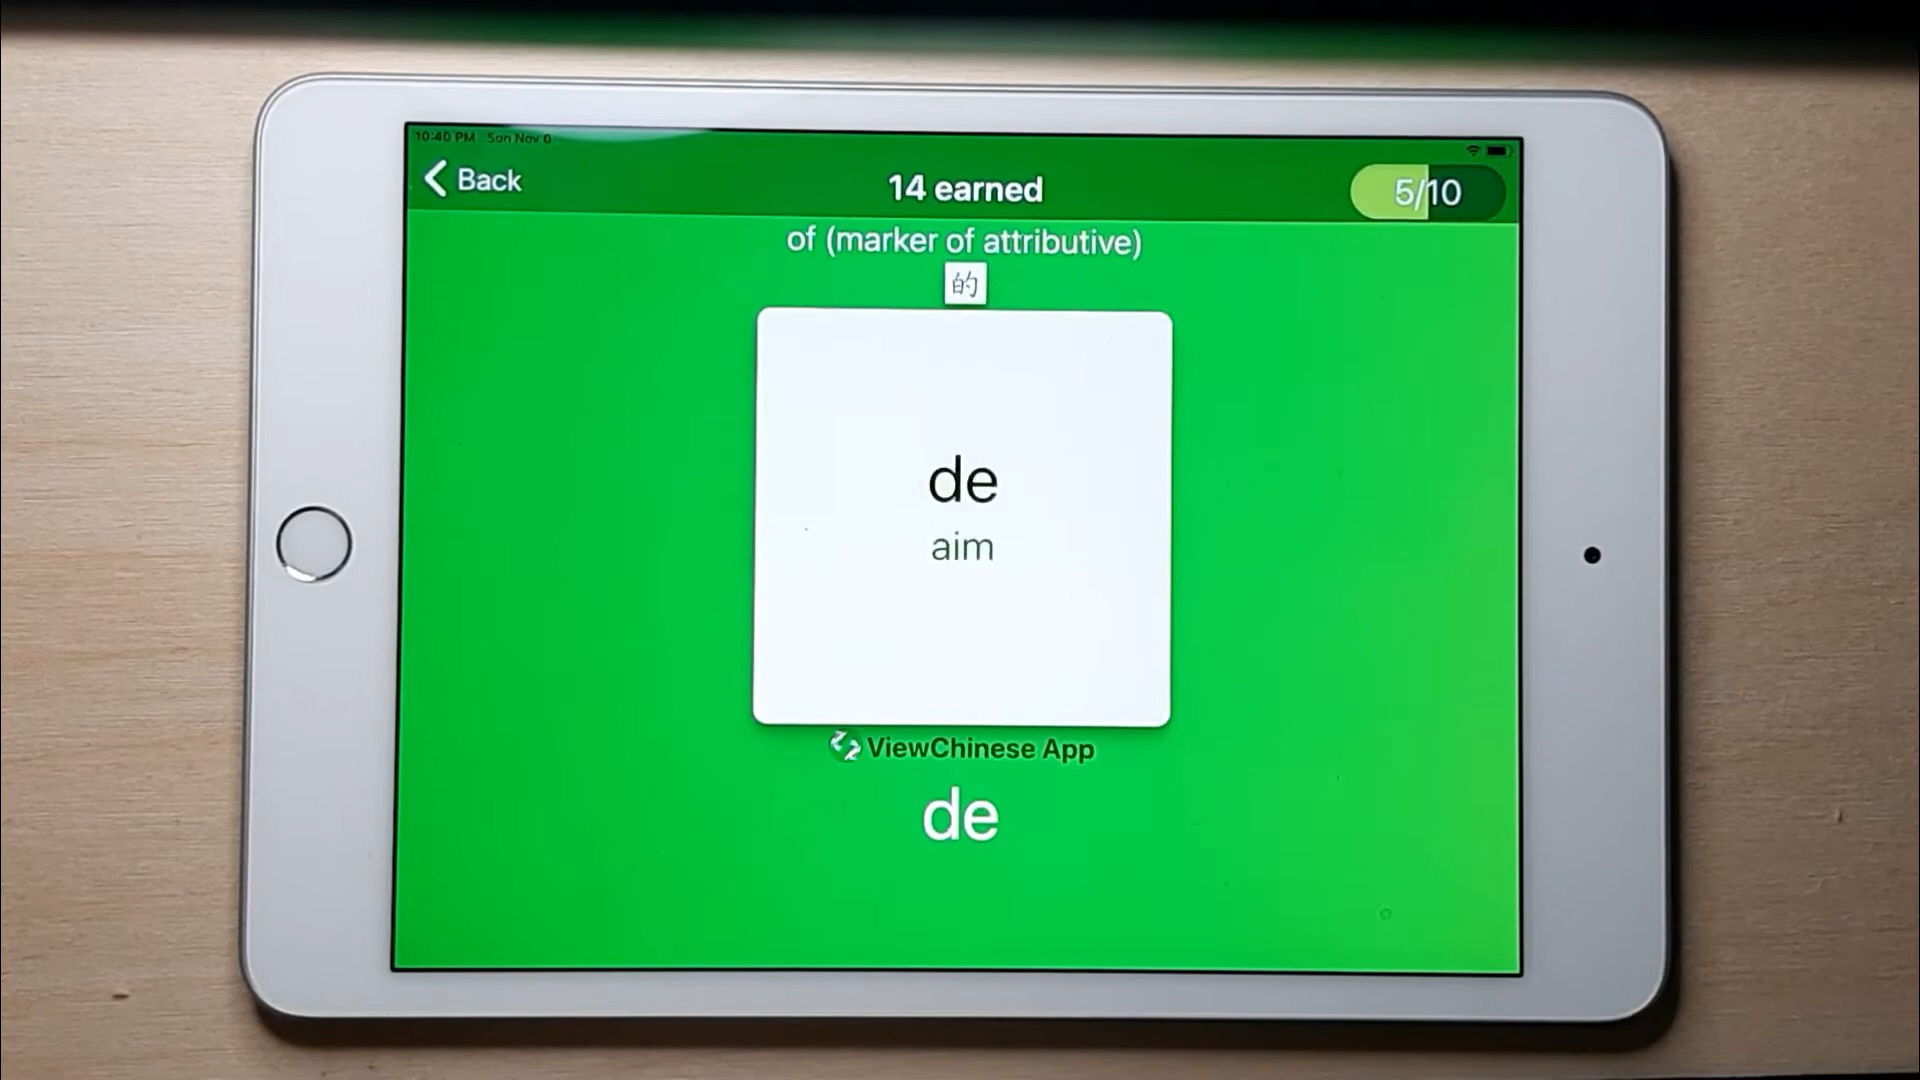 10:40 PM Sun Nov 6
Back
14 earned
5/10
of (marker of attributive)
的
de
aim
ViewChinese App
de